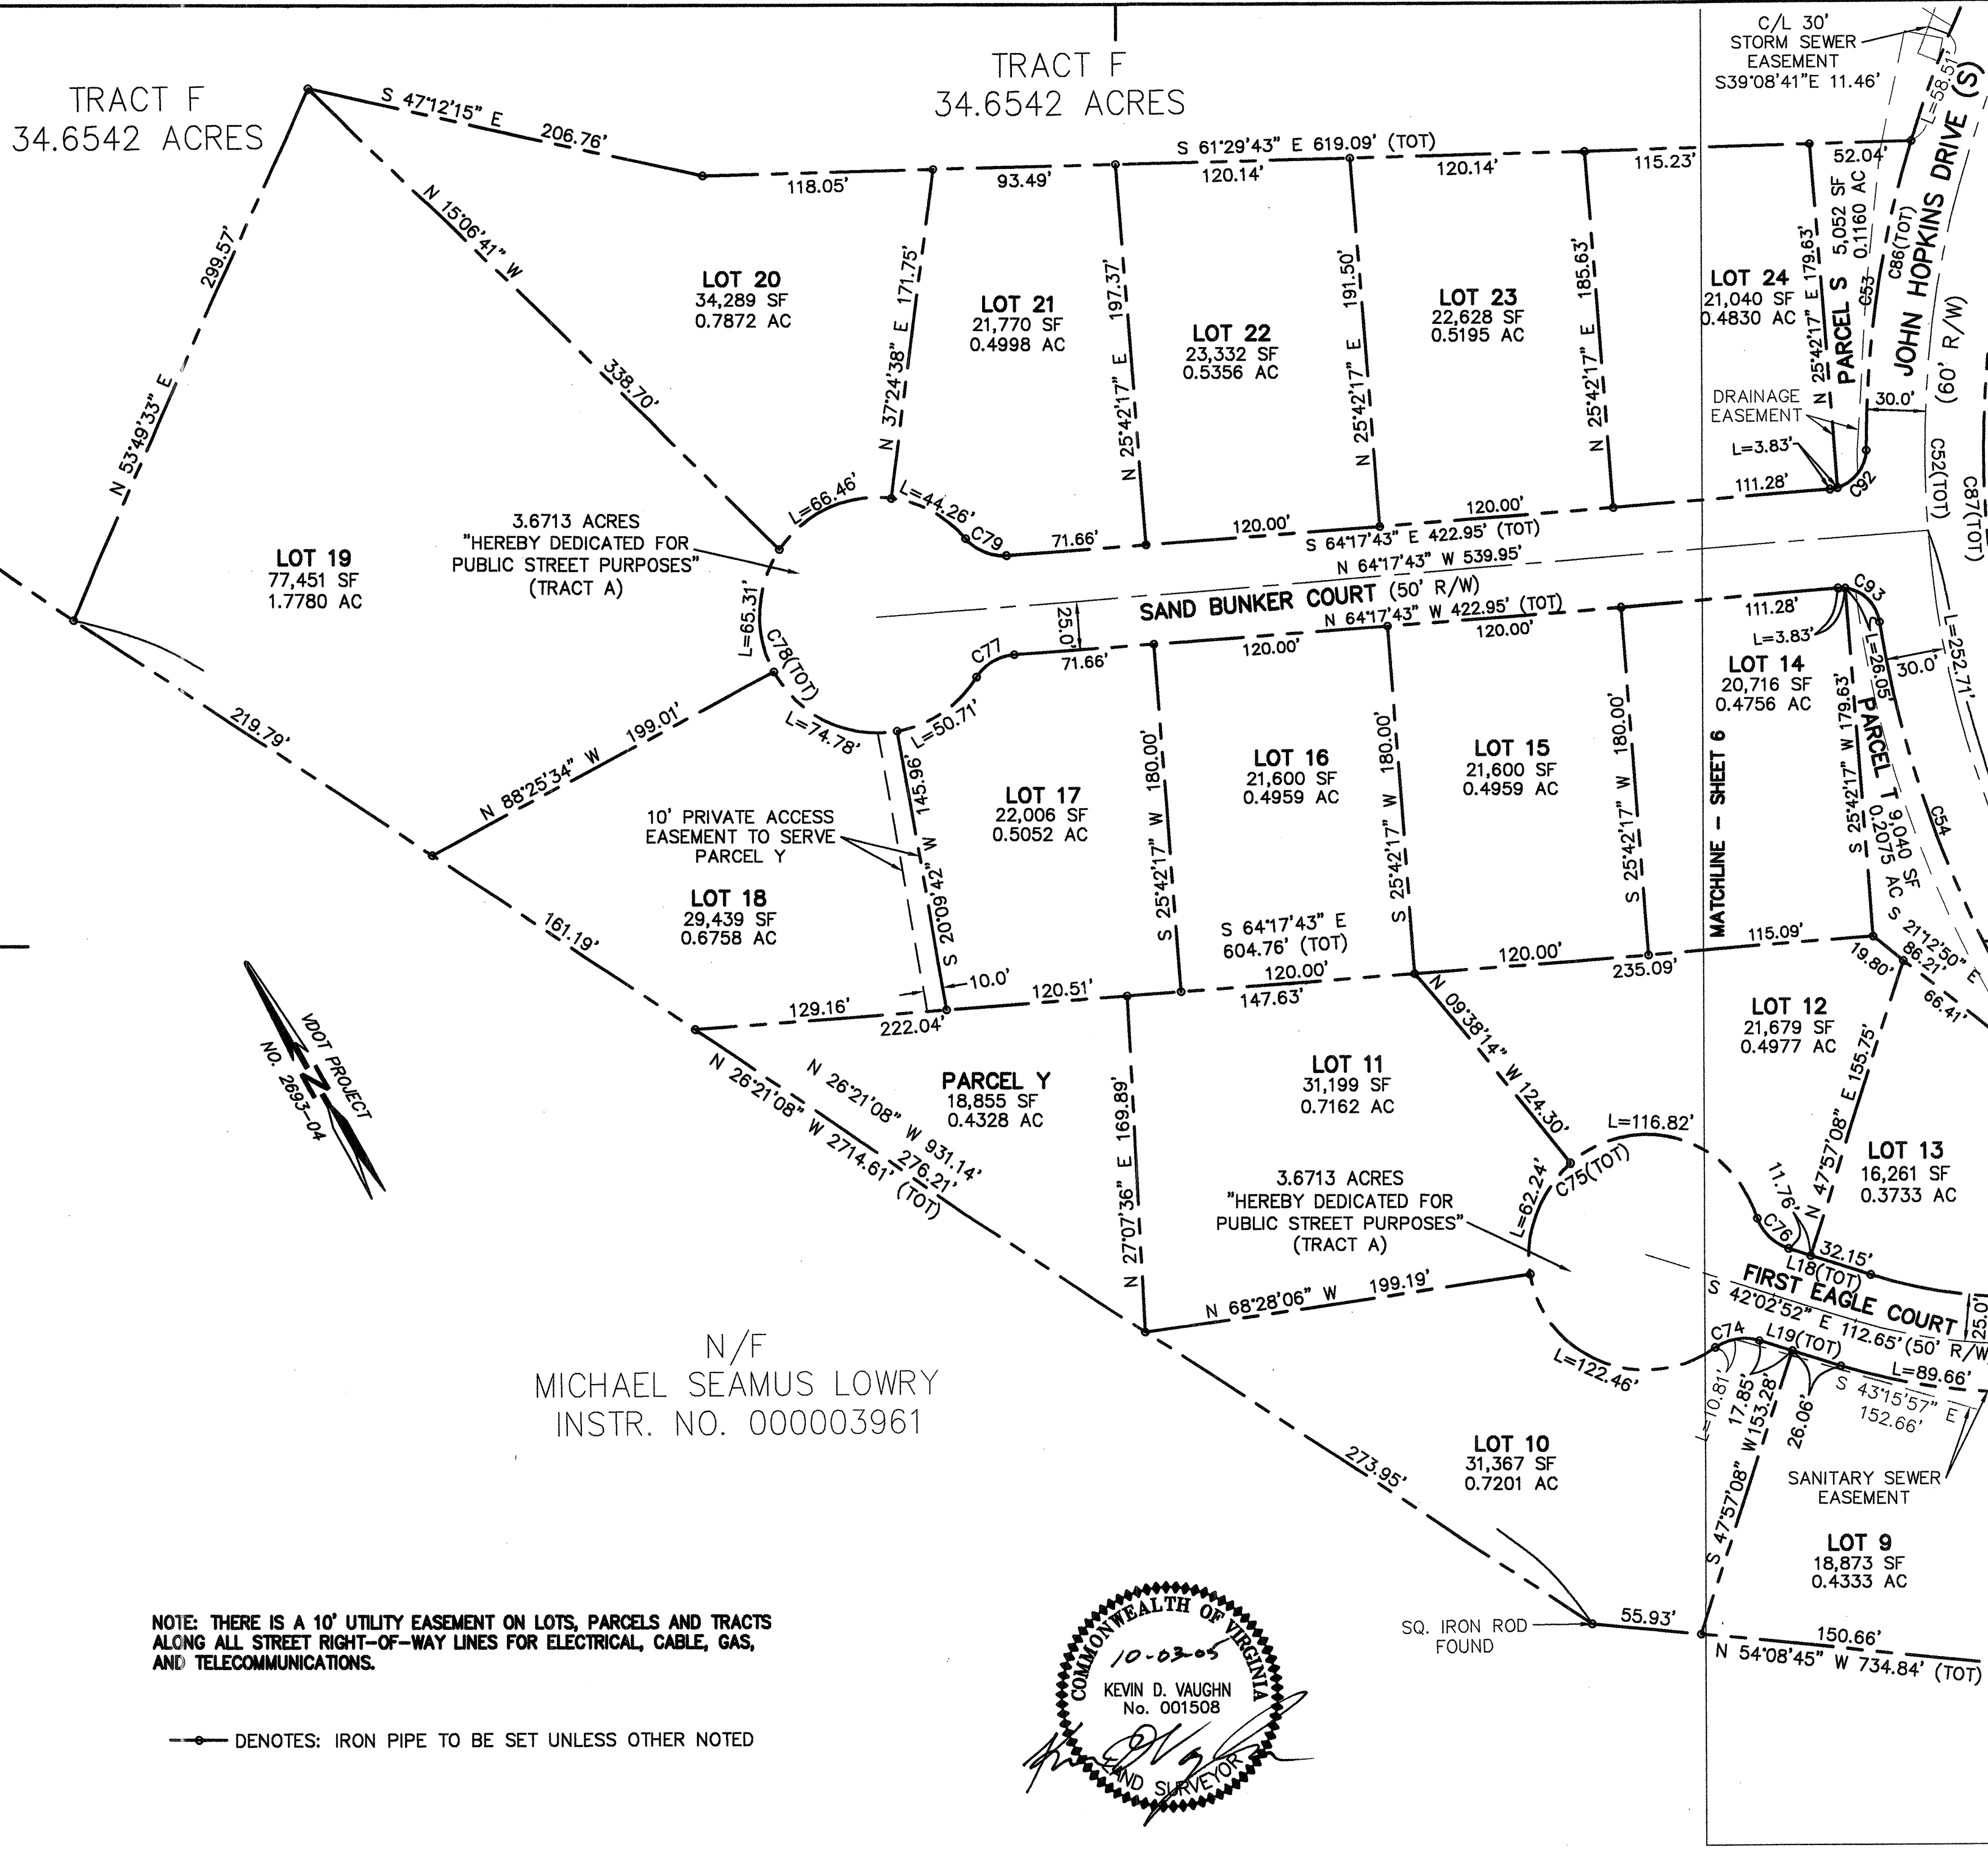 TRACT F
34.6542 ACRES
TRACT F
34.6542 ACRES
C/L 30'
STORM SEWER
EASEMENT
S39°08'41"E 11.46'
L=58.51'
JOHN HOPKINS DRIVE (S)
(60' R/W)
S 47°12'15" E
206.76'
S 61°29'43" E 619.09' (TOT)
118.05'
93.49'
120.14'
120.14'
115.23'
52.04'
299.57'
N 53°49'33" E
N 15°06'41" W
338.70'
LOT 20
34,289 SF
0.7872 AC
N 37°24'38" E 171.75'
LOT 21
21,770 SF
0.4998 AC
N 25°42'17" E 197.37'
LOT 22
23,332 SF
0.5356 AC
N 25°42'17" E 191.50'
LOT 23
22,628 SF
0.5195 AC
N 25°42'17" E 185.63'
LOT 24
21,040 SF
0.4830 AC
N 25°42'17" E 179.63'
PARCEL S 5,052 SF
0.1160 AC
C53
C86(TOT)
DRAINAGE
EASEMENT
30.0'
L=3.83'
C92
C52(TOT)
C87(TOT)
111.28'
LOT 19
77,451 SF
1.7780 AC
3.6713 ACRES
"HEREBY DEDICATED FOR
PUBLIC STREET PURPOSES"
(TRACT A)
L=66.46'
L=44.26'
C79
71.66'
120.00'
120.00'
S 64°17'43" E 422.95' (TOT)
N 64°17'43" W 539.95'
SAND BUNKER COURT (50' R/W)
25.0'
N 64°17'43" W 422.95' (TOT)
L=65.31'
C78(TOT)
L=74.78'
L=50.71'
C77
71.66'
120.00'
120.00'
111.28'
C93
L=3.83'
L=26.05'
30.0'
L=252.71'
219.79'
N 88°25'34" W
199.01'
10' PRIVATE ACCESS
EASEMENT TO SERVE
PARCEL Y
S 20°09'42" W 145.96'
LOT 18
29,439 SF
0.6758 AC
161.19'
LOT 17
22,006 SF
0.5052 AC
S 25°42'17" W 180.00'
LOT 16
21,600 SF
0.4959 AC
S 25°42'17" W 180.00'
LOT 15
21,600 SF
0.4959 AC
S 25°42'17" W 180.00'
LOT 14
20,716 SF
0.4756 AC
MATCHLINE - SHEET 6
S 25°42'17" W 179.63'
PARCEL T 9,040 SF
0.2075 AC
C54
S 21°12'50" E
86.21'
19.80'
66.41'
S 64°17'43" E
604.76' (TOT)
10.0'
129.16'
222.04'
120.51'
120.00'
147.63'
120.00'
235.09'
115.09'
VDOT PROJECT
NO. 2693-04
N
N 26°21'08" W 2714.61' (TOT)
N 26°21'08" W 931.14'
276.21'
PARCEL Y
18,855 SF
0.4328 AC
N 27°07'36" E 169.89'
LOT 11
31,199 SF
0.7162 AC
N 09°38'14" W 124.30'
LOT 12
21,679 SF
0.4977 AC
N 47°57'08" E 155.75'
LOT 13
16,261 SF
0.3733 AC
3.6713 ACRES
"HEREBY DEDICATED FOR
PUBLIC STREET PURPOSES"
(TRACT A)
L=116.82'
L=62.24'
C75(TOT)
11.76'
C76
32.15'
L18(TOT)
FIRST EAGLE COURT
(50' R/W
S 42°02'52" E 112.65'
25.0'
N 68°28'06" W
199.19'
L=122.46'
C74
L19(TOT)
L=89.66'
L=10.81'
17.85'
26.06'
S 43°15'57" E
152.66'
S 47°57'08" W 153.28'
SANITARY SEWER
EASEMENT
N/F
MICHAEL SEAMUS LOWRY
INSTR. NO. 000003961
273.95'
LOT 10
31,367 SF
0.7201 AC
LOT 9
18,873 SF
0.4333 AC
SQ. IRON ROD
FOUND
55.93'
150.66'
N 54°08'45" W 734.84' (TOT)
NOTE: THERE IS A 10' UTILITY EASEMENT ON LOTS, PARCELS AND TRACTS
ALONG ALL STREET RIGHT-OF-WAY LINES FOR ELECTRICAL, CABLE, GAS,
AND TELECOMMUNICATIONS.
DENOTES: IRON PIPE TO BE SET UNLESS OTHER NOTED
COMMONWEALTH OF VIRGINIA
10-03-05
KEVIN D. VAUGHN
No. 001508
LAND SURVEYOR